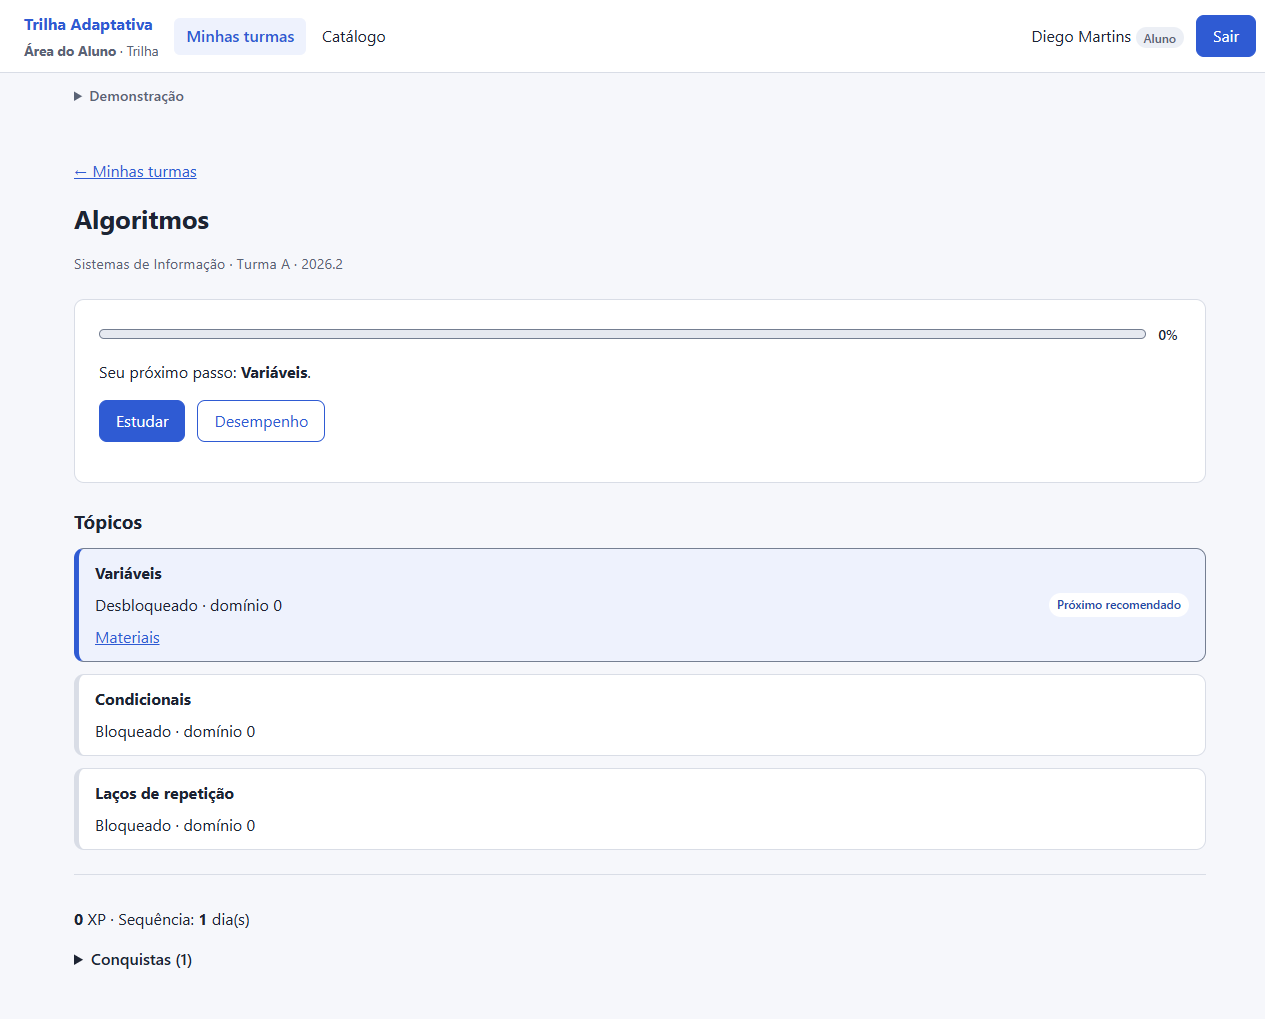 Trilha Adaptativa
Área do Aluno · Trilha
Minhas turmas
Catálogo
Diego Martins Aluno
Sair
▶ Demonstração
← Minhas turmas
Algoritmos
Sistemas de Informação · Turma A · 2026.2
0%
Seu próximo passo: Variáveis.
Estudar
Desempenho
Tópicos
Variáveis
Desbloqueado · domínio 0
Próximo recomendado
Materiais
Condicionais
Bloqueado · domínio 0
Laços de repetição
Bloqueado · domínio 0
0 XP · Sequência: 1 dia(s)
▶ Conquistas (1)